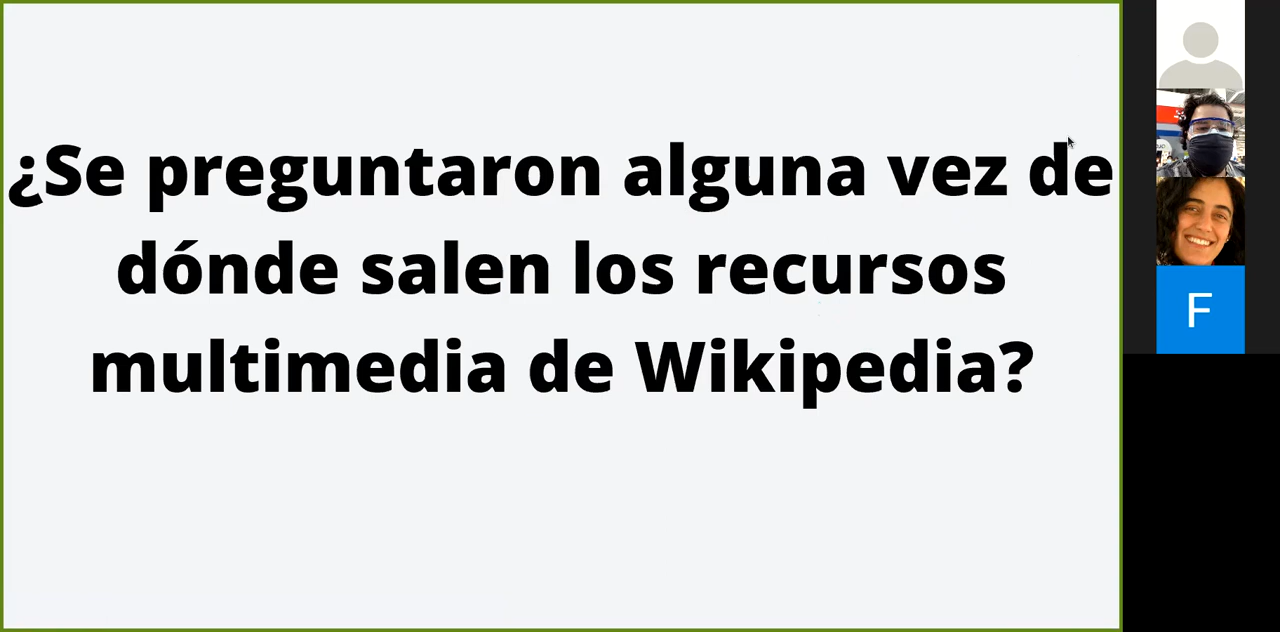 ¿Se preguntaron alguna vez de
dónde salen los recursos
multimedia de Wikipedia?
F